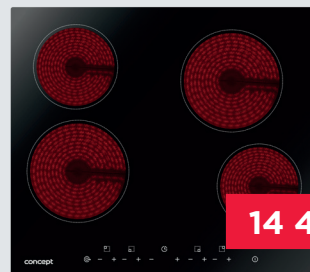 14 4
concept
− + − + + − + − +